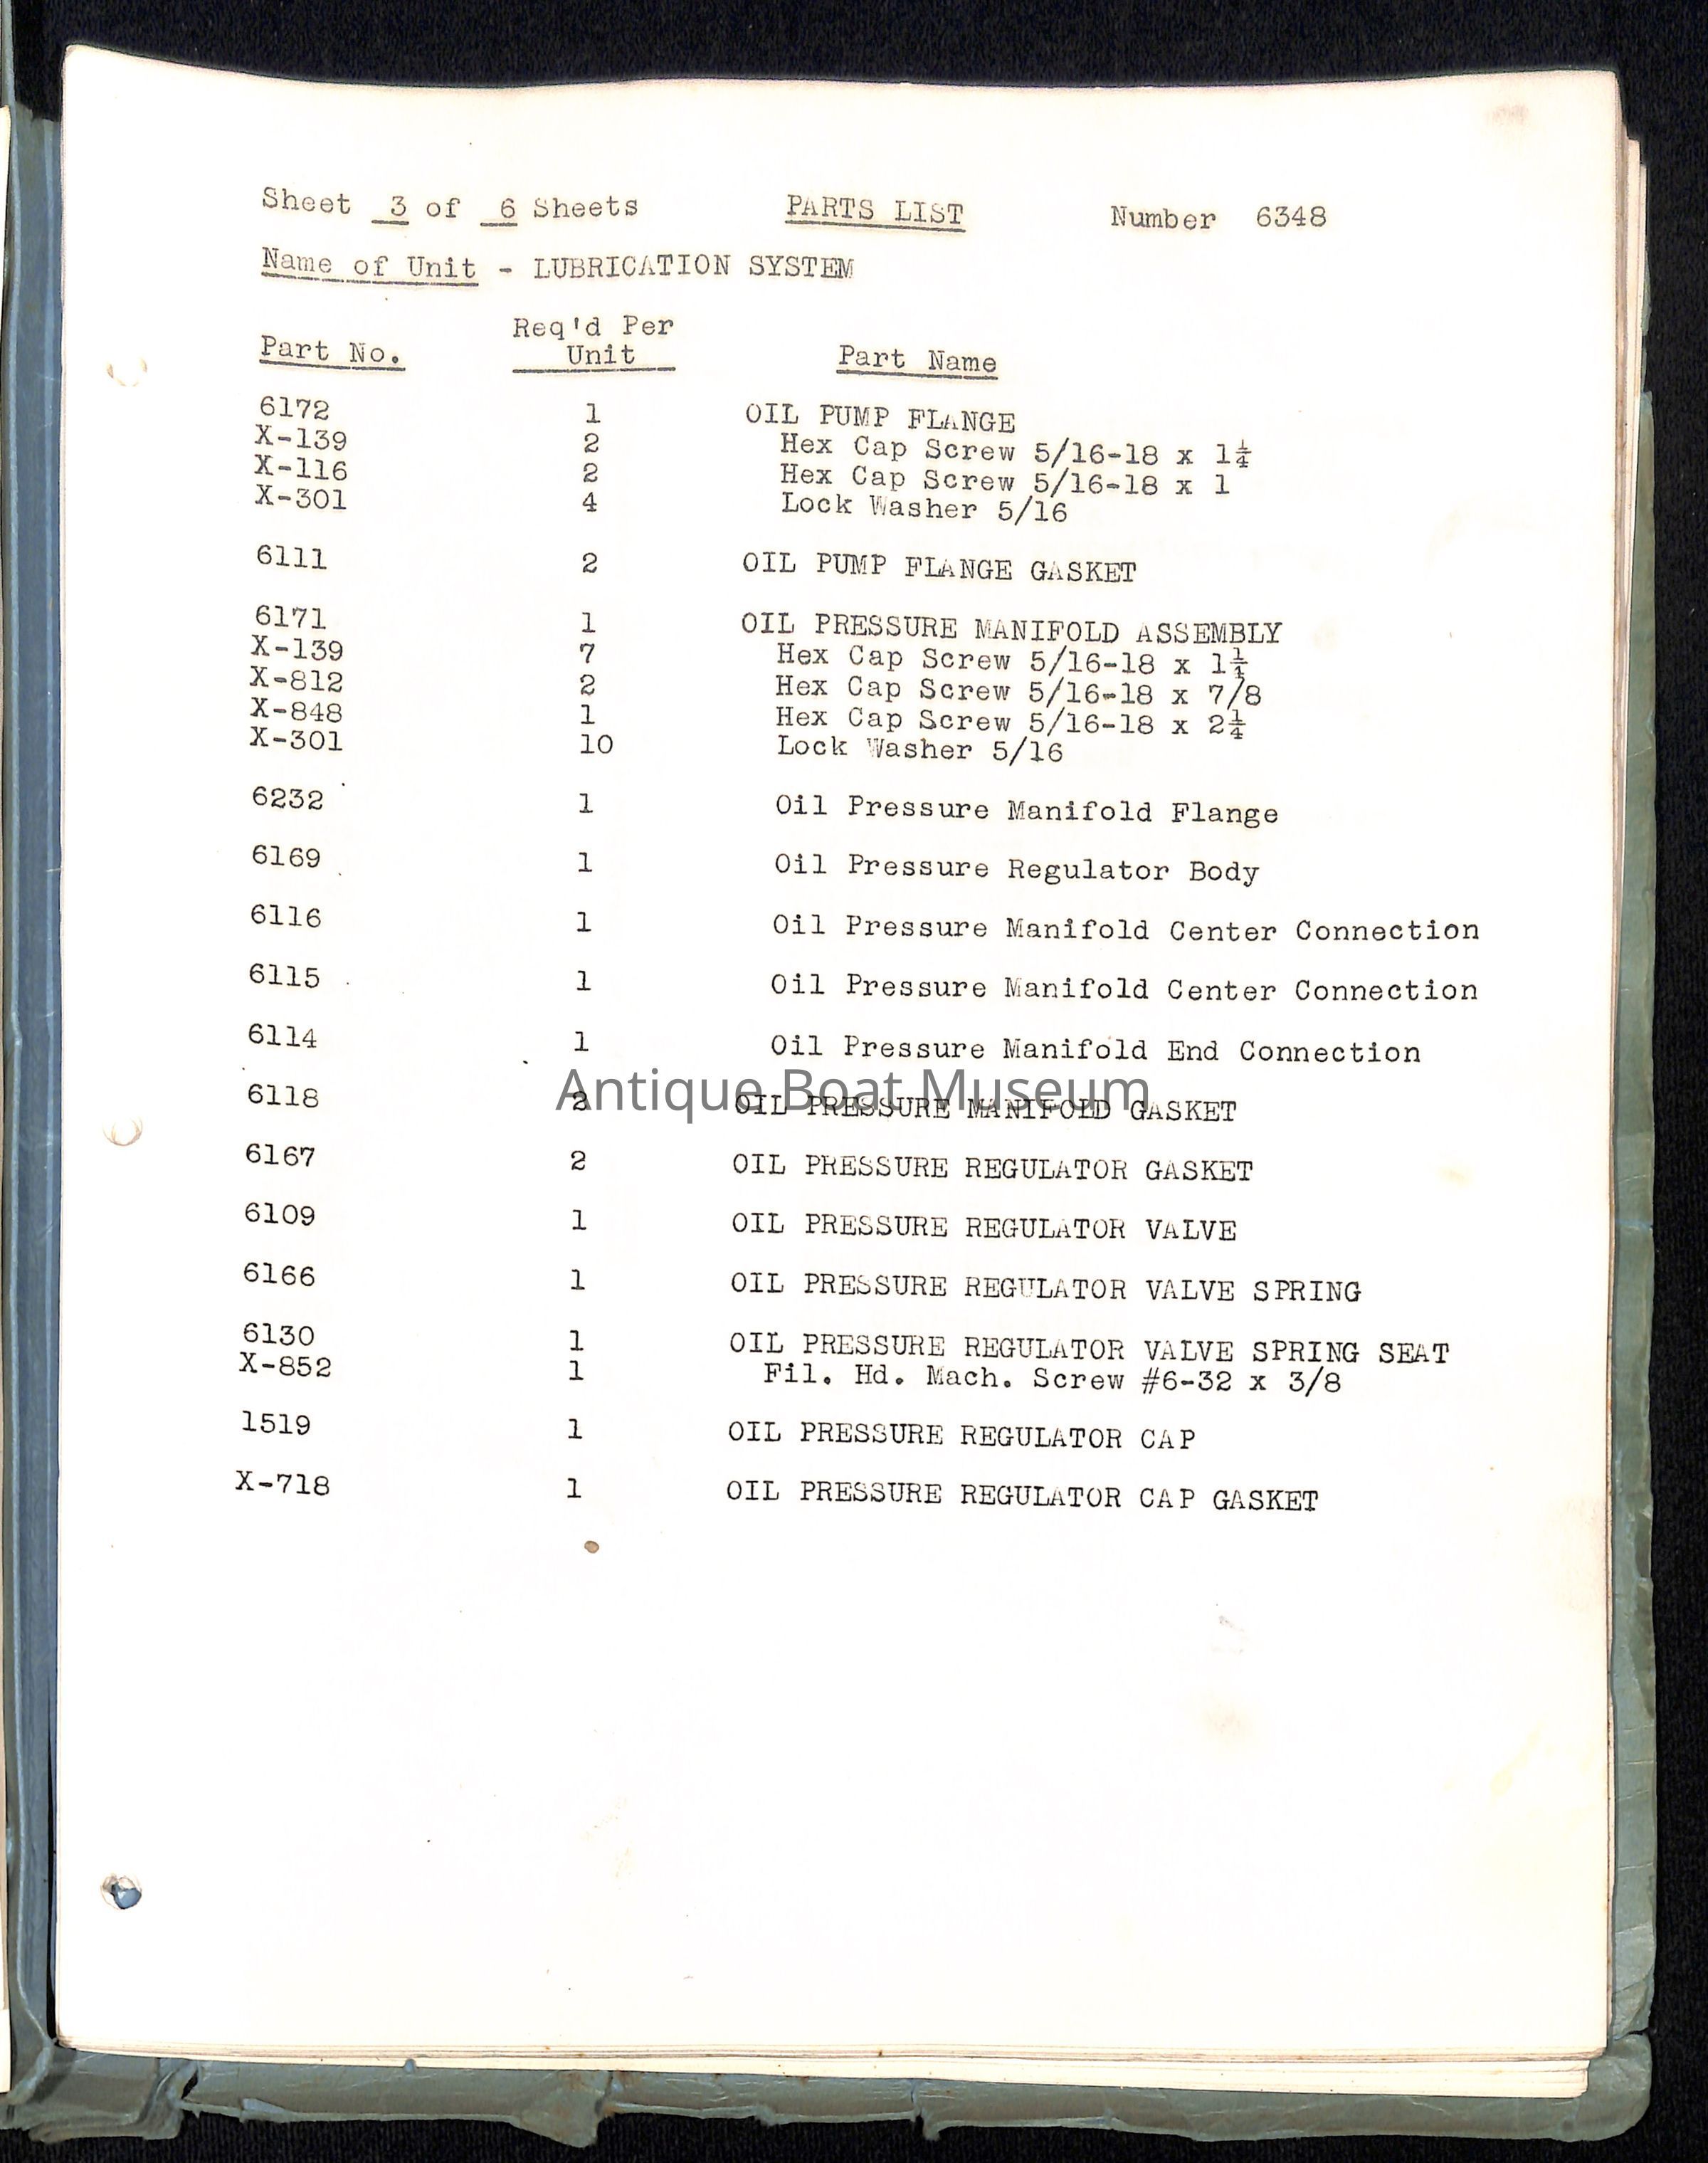 Sheet 3 of 6 Sheets PARTS LIST Number 6348
Name of Unit - LUBRICATION SYSTEM
Part No. Req'd Per Unit Part Name
6172 1 OIL PUMP FLANGE
X-139 2 Hex Cap Screw 5/16-18 x 1¼
X-116 2 Hex Cap Screw 5/16-18 x 1
X-301 4 Lock Washer 5/16
6111 2 OIL PUMP FLANGE GASKET
6171 1 OIL PRESSURE MANIFOLD ASSEMBLY
X-139 7 Hex Cap Screw 5/16-18 x 1¼
X-812 2 Hex Cap Screw 5/16-18 x 7/8
X-848 1 Hex Cap Screw 5/16-18 x 2¼
X-301 10 Lock Washer 5/16
6232 1 Oil Pressure Manifold Flange
6169 1 Oil Pressure Regulator Body
6116 1 Oil Pressure Manifold Center Connection
6115 1 Oil Pressure Manifold Center Connection
6114 1 Oil Pressure Manifold End Connection
Antique Boat Museum
6118 OIL PRESSURE MANIFOLD GASKET
6167 2 OIL PRESSURE REGULATOR GASKET
6109 1 OIL PRESSURE REGULATOR VALVE
6166 1 OIL PRESSURE REGULATOR VALVE SPRING
6130 1 OIL PRESSURE REGULATOR VALVE SPRING SEAT
X-852 1 Fil. Hd. Mach. Screw #6-32 x 3/8
1519 1 OIL PRESSURE REGULATOR CAP
X-718 1 OIL PRESSURE REGULATOR CAP GASKET